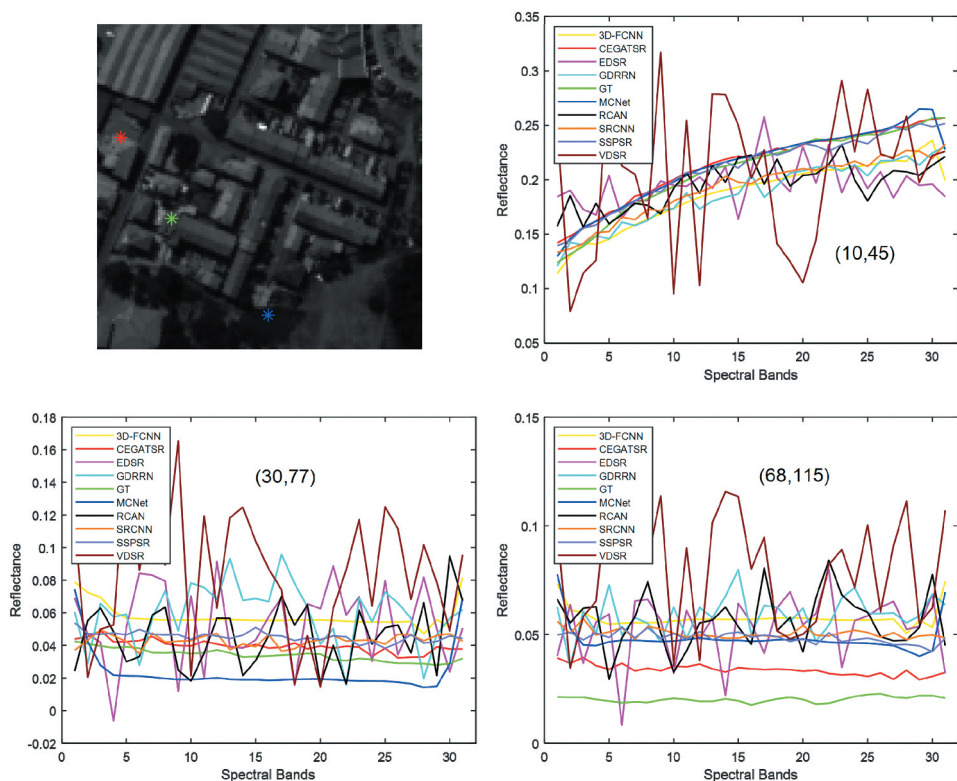 0.35
0.3
0.25
0.2
0.15
0.1
0.05
Reflectance
3D-FCNN
CEGATSR
EDSR
GDRRN
GT
MCNet
RCAN
SRCNN
SSPSR
VDSR
(10,45)
0 5 10 15 20 25 30
Spectral Bands
0.18
0.16
0.14
0.12
0.1
0.08
0.06
0.04
0.02
0
-0.02
Reflectance
3D-FCNN
CEGATSR
EDSR
GDRRN
GT
MCNet
RCAN
SRCNN
SSPSR
VDSR
(30,77)
0 5 10 15 20 25 30
Spectral Bands
0.15
0.1
0.05
0
Reflectance
3D-FCNN
CEGATSR
EDSR
GDRRN
GT
MCNet
RCAN
SRCNN
SSPSR
VDSR
(68,115)
0 5 10 15 20 25 30
Spectral Bands